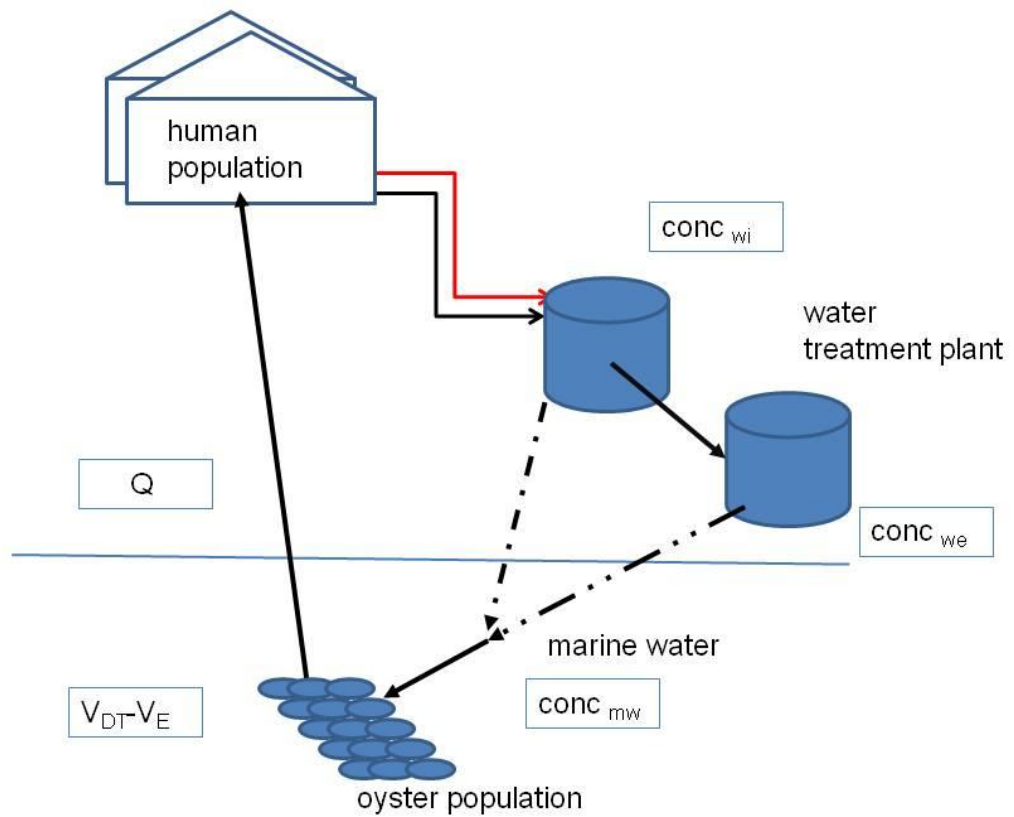 human
population
conc wi
water
treatment plant
Q
conc we
marine water
VDT-VE
conc mw
oyster population